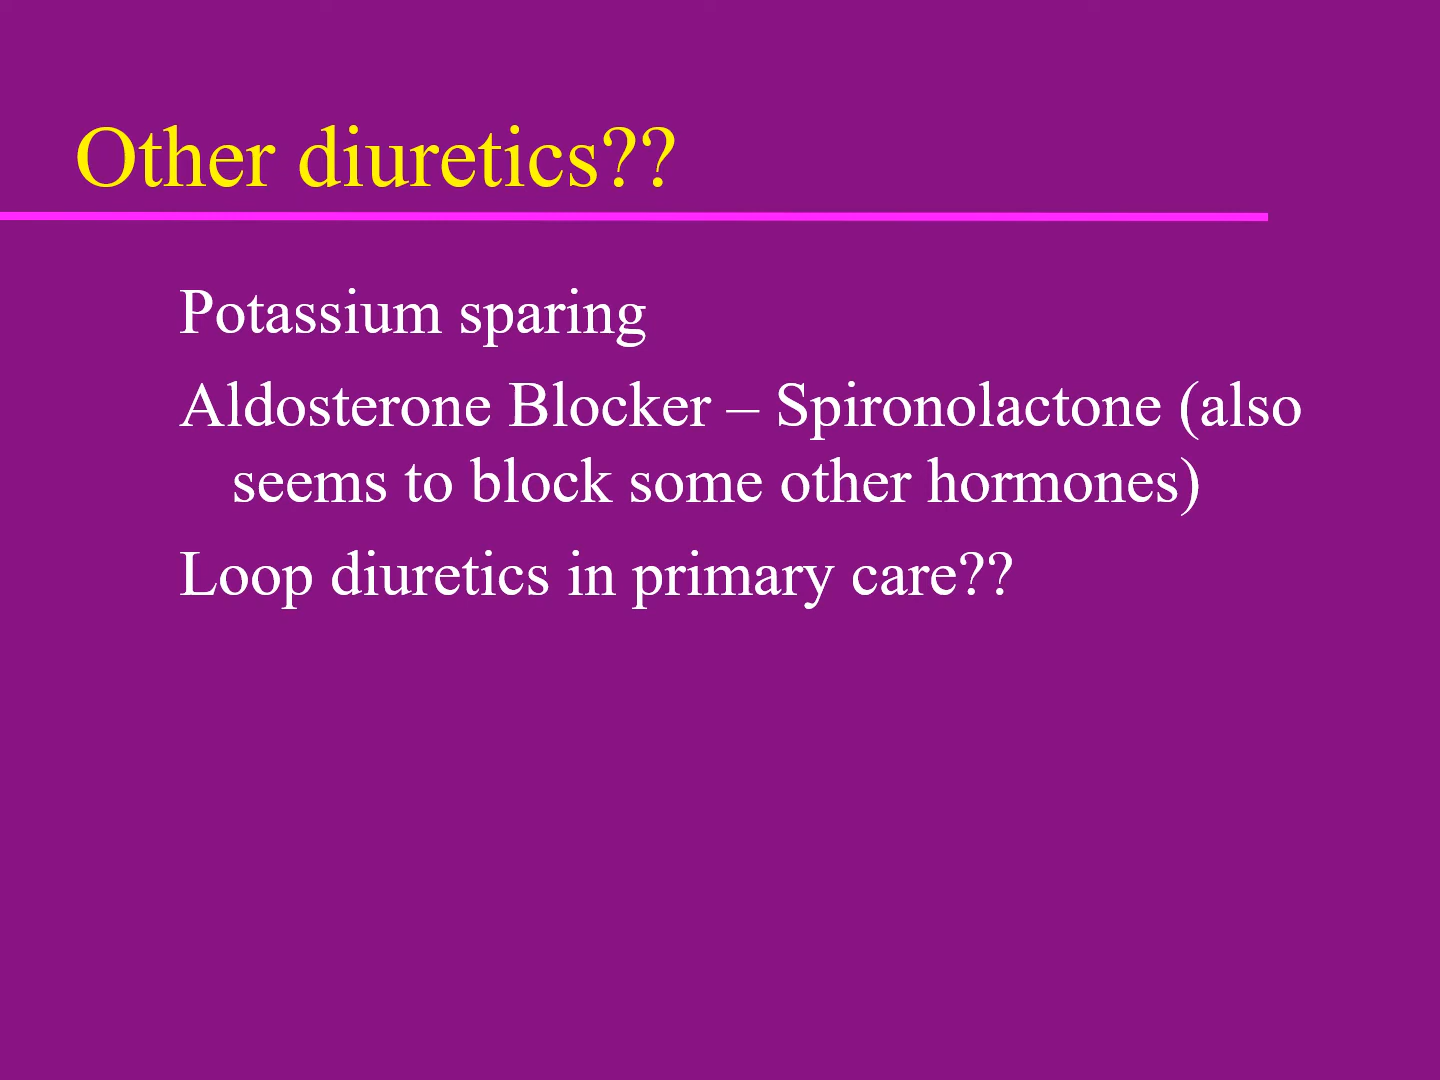 Other diuretics??
Potassium sparing
Aldosterone Blocker – Spironolactone (also
seems to block some other hormones)
Loop diuretics in primary care??